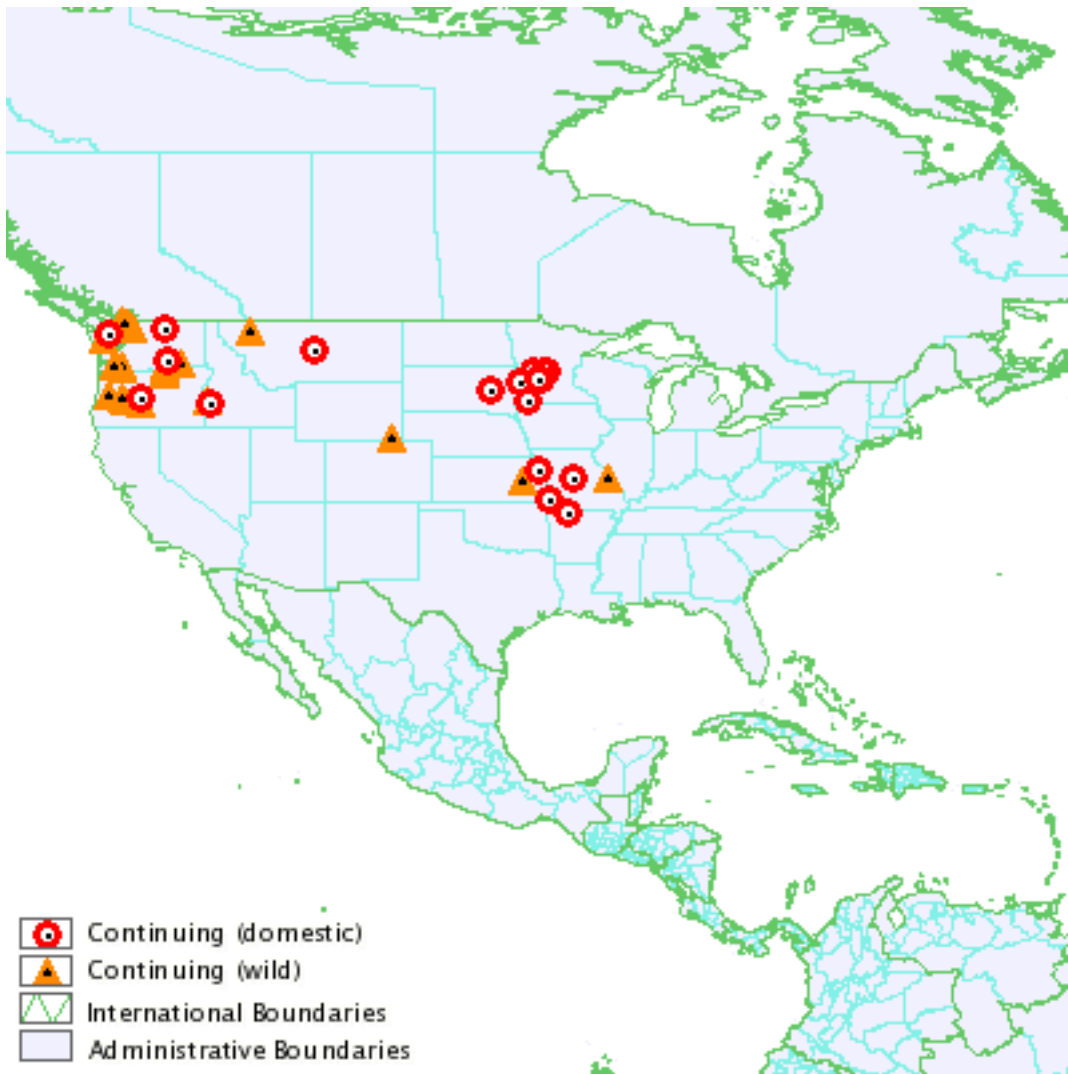 Continuing (domestic)
Continuing (wild)
International Boundaries
Administrative Boundaries